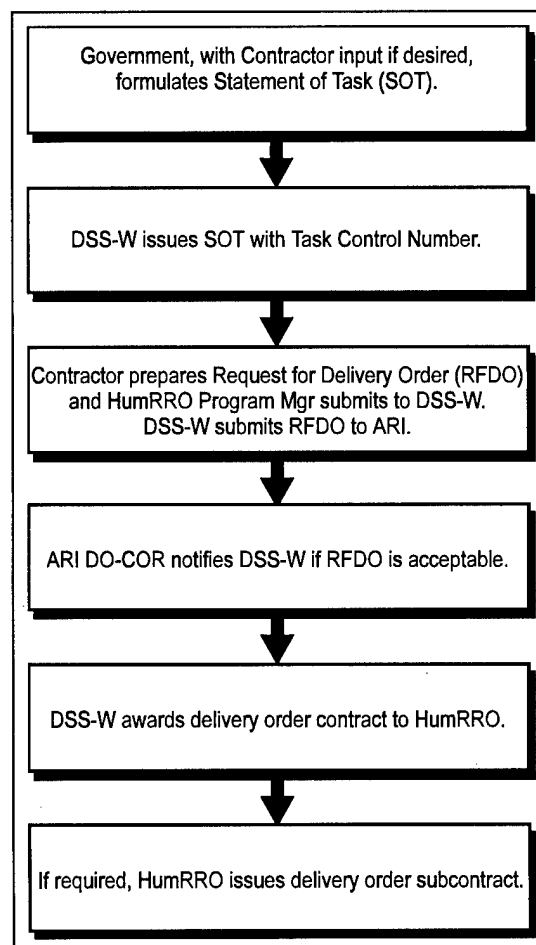 Government, with Contractor input if desired,
formulates Statement of Task (SOT).
DSS-W issues SOT with Task Control Number.
Contractor prepares Request for Delivery Order (RFDO)
and HumRRO Program Mgr submits to DSS-W.
DSS-W submits RFDO to ARI.
ARI DO-COR notifies DSS-W if RFDO is acceptable.
DSS-W awards delivery order contract to HumRRO.
If required, HumRRO issues delivery order subcontract.